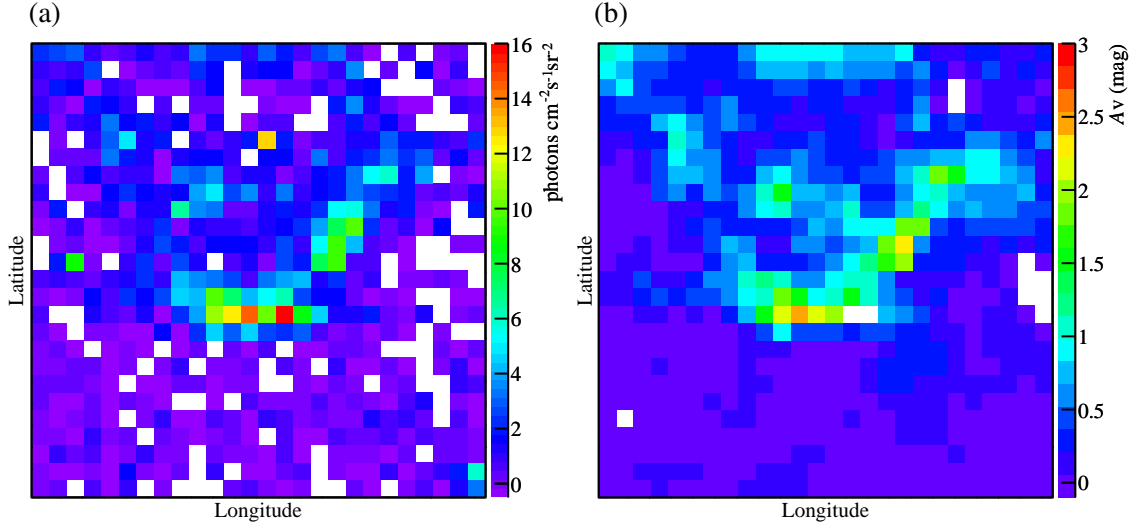 (a)
(b)
16
14
12
10
8
6
4
2
0
photons cm⁻²s⁻¹sr⁻²
Latitude
Longitude
3
2.5
2
1.5
1
0.5
0
Av (mag)
Latitude
Longitude